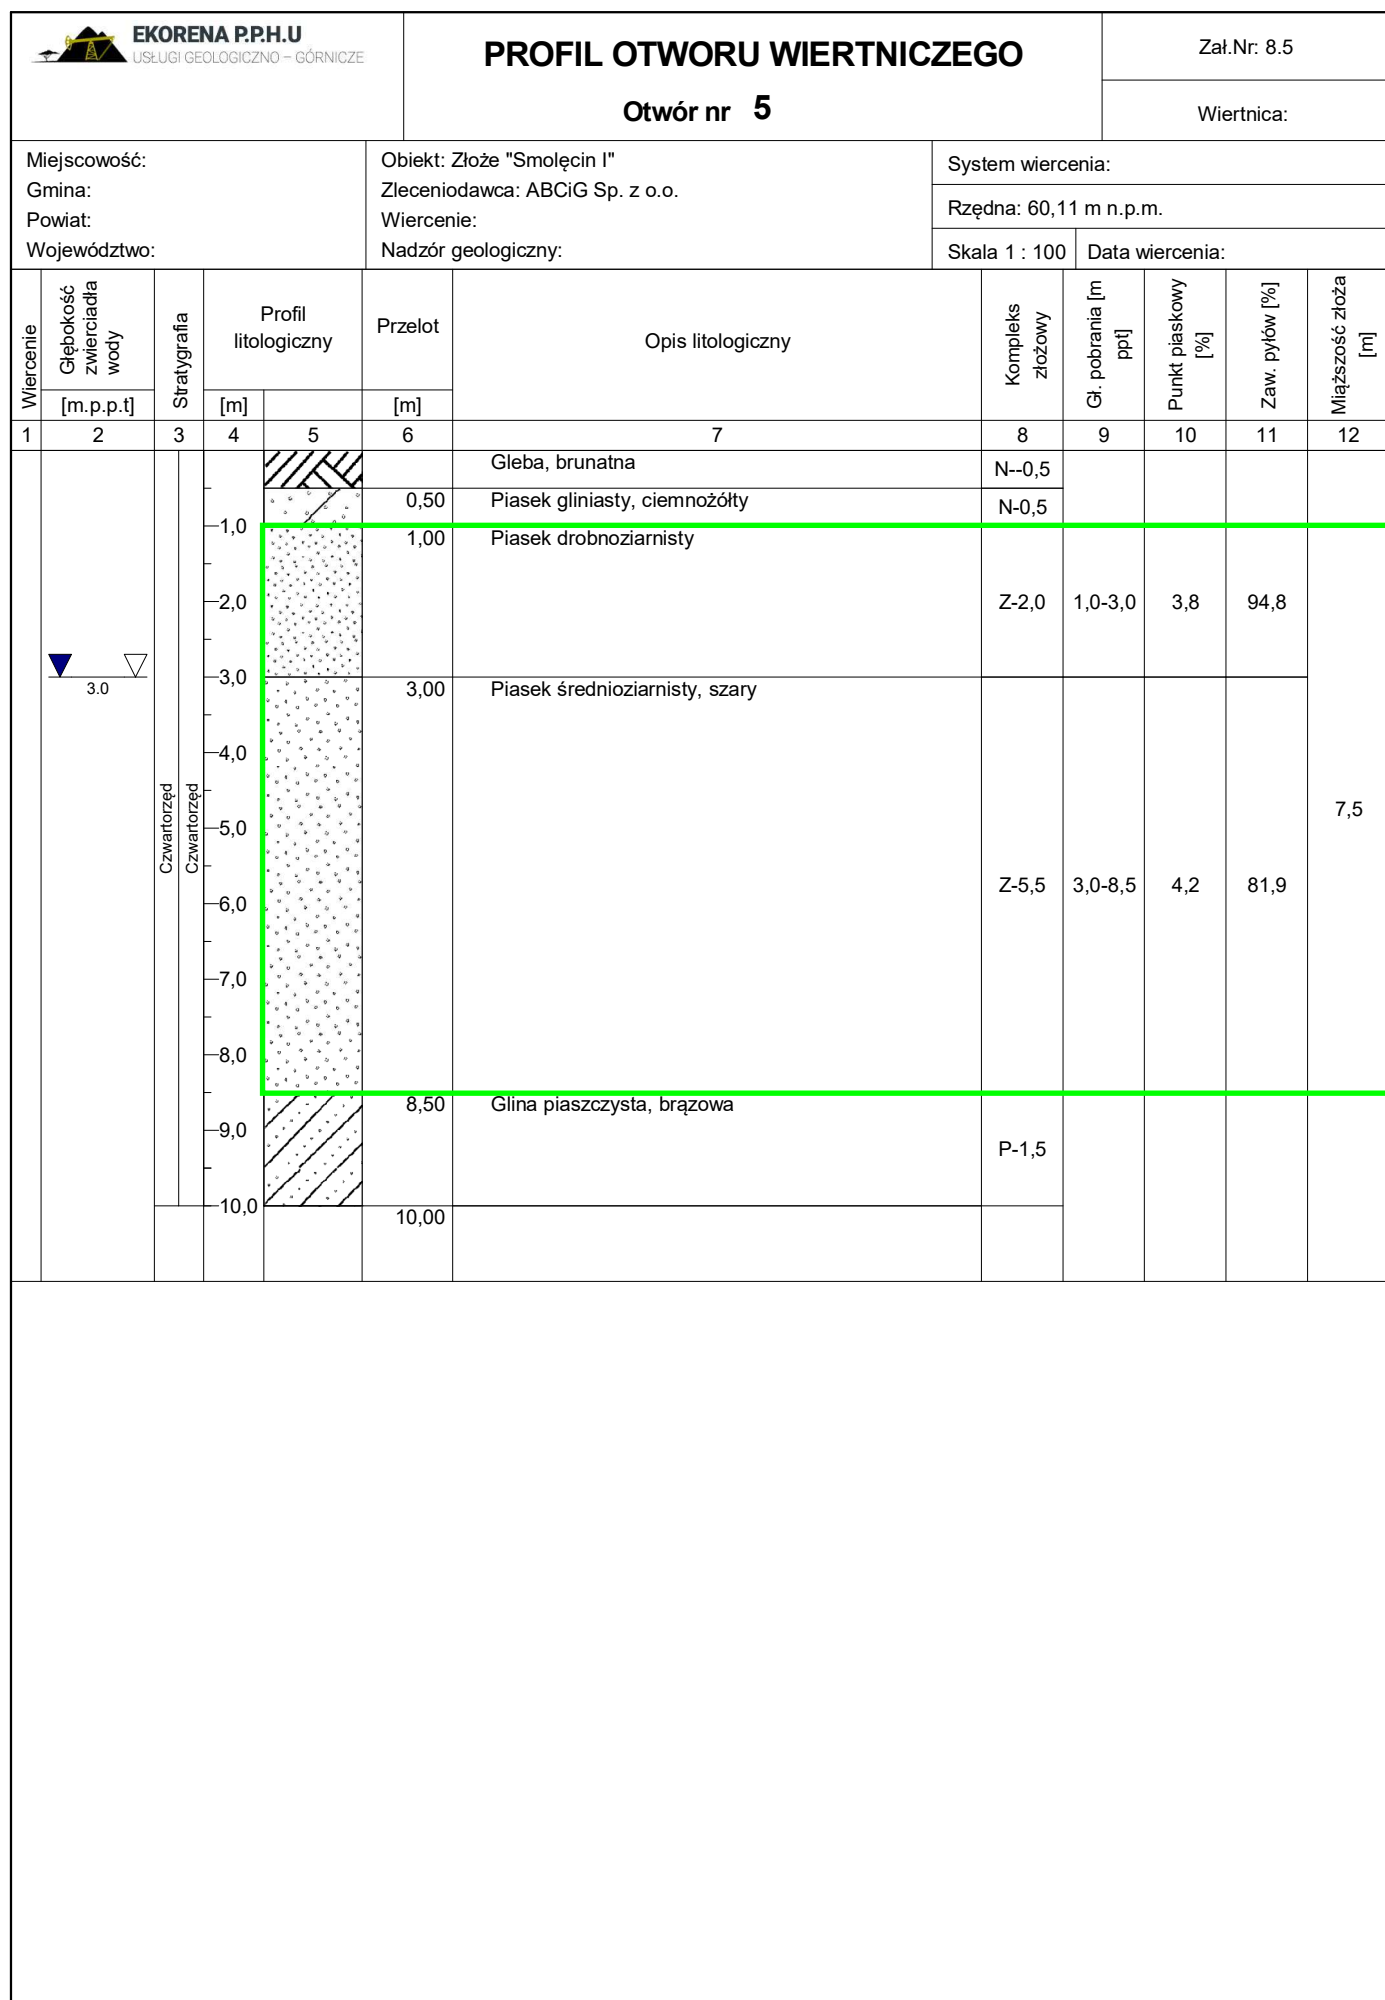 EKORENA P.P.H.U
USŁUGI GEOLOGICZNO – GÓRNICZE
PROFIL OTWORU WIERTNICZEGO
Otwór nr 5
Zał.Nr: 8.5
Wiertnica:
Miejscowość:
Gmina:
Powiat:
Województwo:
Obiekt: Złoże "Smolęcin I"
Zleceniodawca: ABCiG Sp. z o.o.
Wiercenie:
Nadzór geologiczny:
System wiercenia:
Rzędna: 60,11 m n.p.m.
Skala 1 : 100
Data wiercenia:
Wiercenie
Głębokość
zwierciadła
wody
[m.p.p.t]
Stratygrafia
Profil
litologiczny
[m]
Przelot
[m]
Opis litologiczny
Kompleks
złożowy
Gł. pobrania [m
ppt]
Punkt piaskowy
[%]
Zaw. pyłów [%]
Miąższość złoża
[m]
1 2 3 4 5 6 7 8 9 10 11 12
Gleba, brunatna
N--0,5
0,50 Piasek gliniasty, ciemnożółty
N-0,5
1,0
1,00 Piasek drobnoziarnisty
2,0
Z-2,0 1,0-3,0 3,8 94,8
3,0
3.0
3,00 Piasek średnioziarnisty, szary
4,0
Czwartorzęd
Czwartorzęd
5,0
7,5
6,0
Z-5,5 3,0-8,5 4,2 81,9
7,0
8,0
8,50 Glina piaszczysta, brązowa
9,0
P-1,5
10,0
10,00